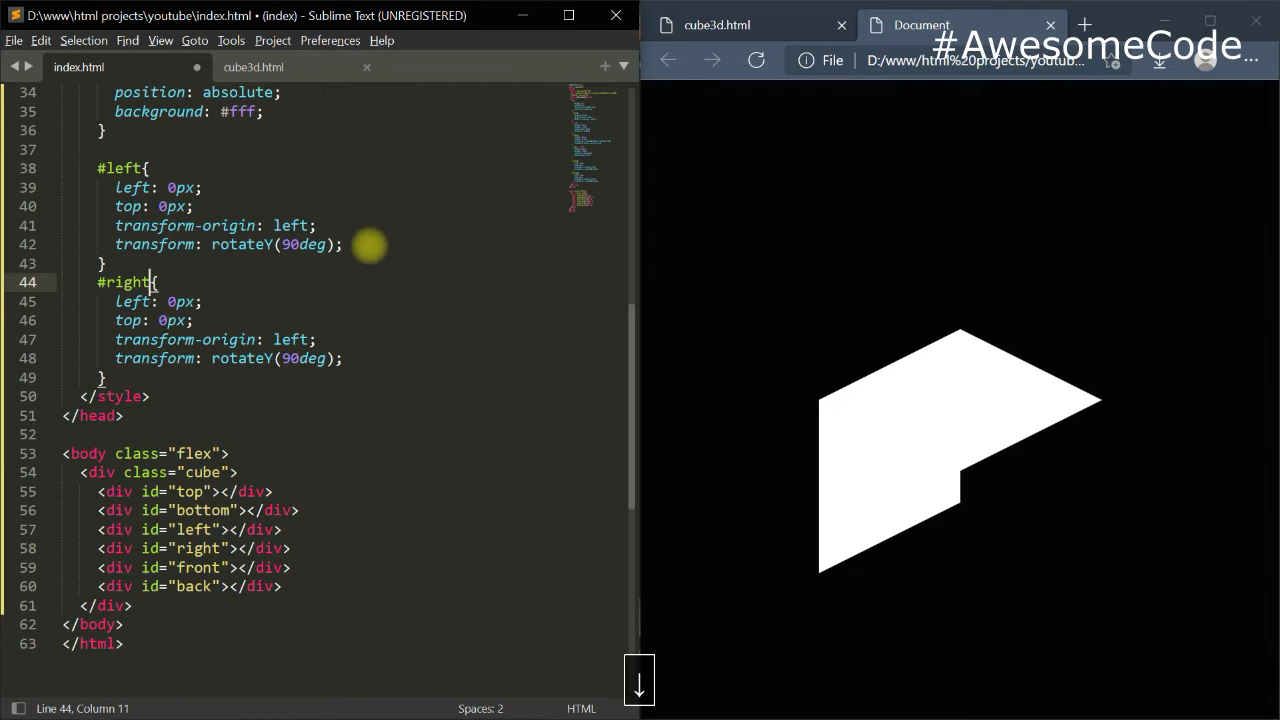 D:\www\html projects\youtube\index.html • (index) - Sublime Text (UNREGISTERED)
File Edit Selection Find View Goto Tools Project Preferences Help
index.html
cube3d.html
34 position: absolute;
35 background: #fff;
36 }
37
38 #left{
39 left: 0px;
40 top: 0px;
41 transform-origin: left;
42 transform: rotateY(90deg);
43 }
44 #right{
45 left: 0px;
46 top: 0px;
47 transform-origin: left;
48 transform: rotateY(90deg);
49 }
50 </style>
51 </head>
52
53 <body class="flex">
54 <div class="cube">
55 <div id="top"></div>
56 <div id="bottom"></div>
57 <div id="left"></div>
58 <div id="right"></div>
59 <div id="front"></div>
60 <div id="back"></div>
61 </div>
62 </body>
63 </html>
Line 44, Column 11
Spaces: 2
HTML
cube3d.html
Document
#AwesomeCode
File
D:/www/html%20projects/youtub...